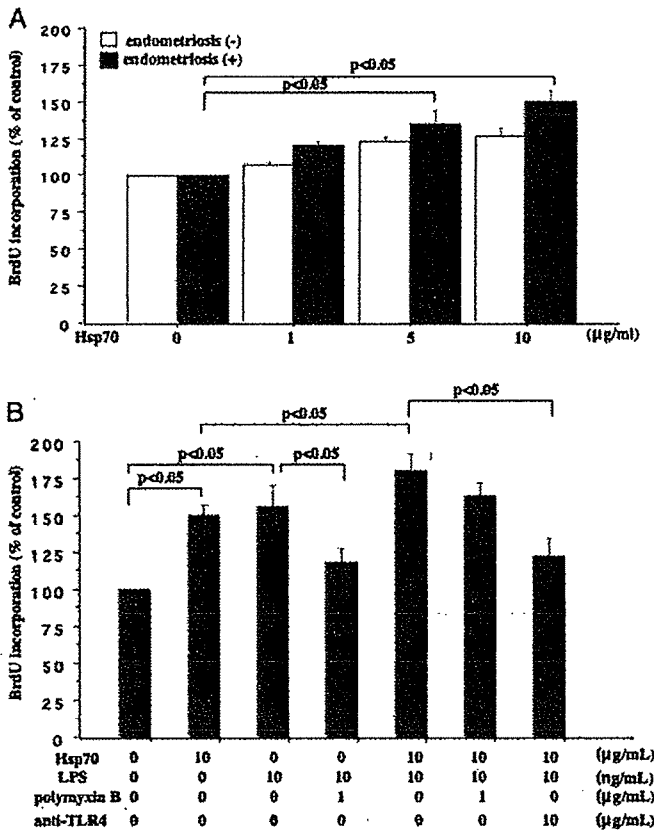 A
endometriosis (-)
endometriosis (+)
p<0.05
p<0.05
BrdU incorporation (% of control)
200
175
150
125
100
75
50
25
0
Hsp70 0 1 5 10 (μg/ml)
B
p<0.05
p<0.05
p<0.05
p<0.05
p<0.05
BrdU incorporation (% of control)
200
175
150
125
100
75
50
25
0
Hsp70 0 10 0 0 10 10 10 (μg/mL)
LPS 0 0 10 10 10 10 10 (ng/mL)
polymyxin B 0 0 0 1 0 1 0 (μg/mL)
anti-TLR4 0 0 0 0 0 0 10 (μg/mL)